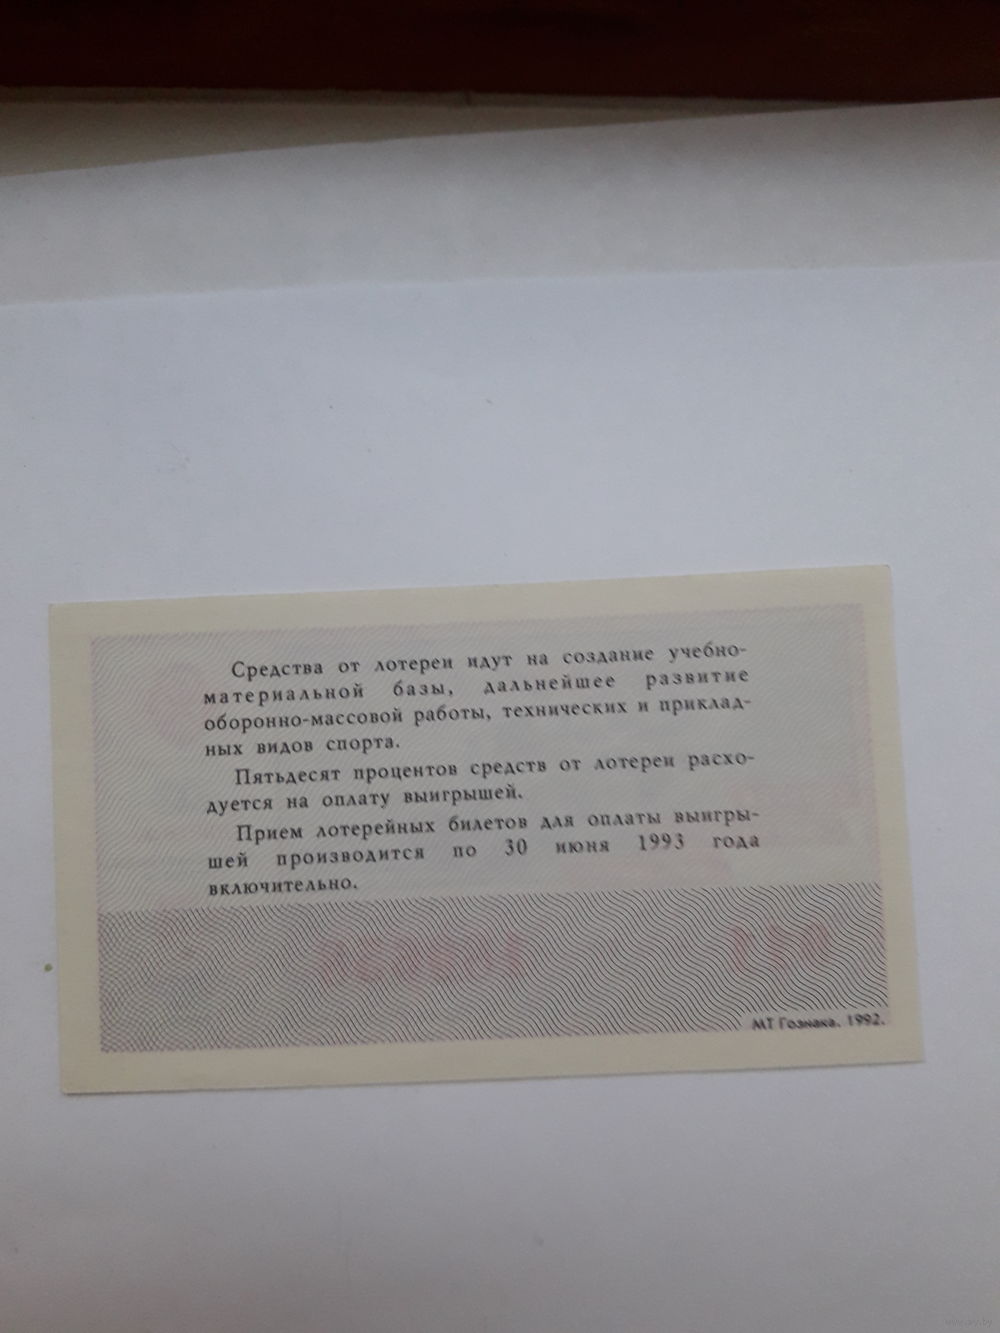 Средства от лотереи идут на создание учебно-
материальной базы, дальнейшее развитие
оборонно-массовой работы, технических и приклад-
ных видов спорта.
Пятьдесят процентов средств от лотереи расхо-
дуется на оплату выигрышей.
Прием лотерейных билетов для оплаты выигры-
шей производится по 30 июня 1993 года
включительно.
МТ Гознака. 1992.